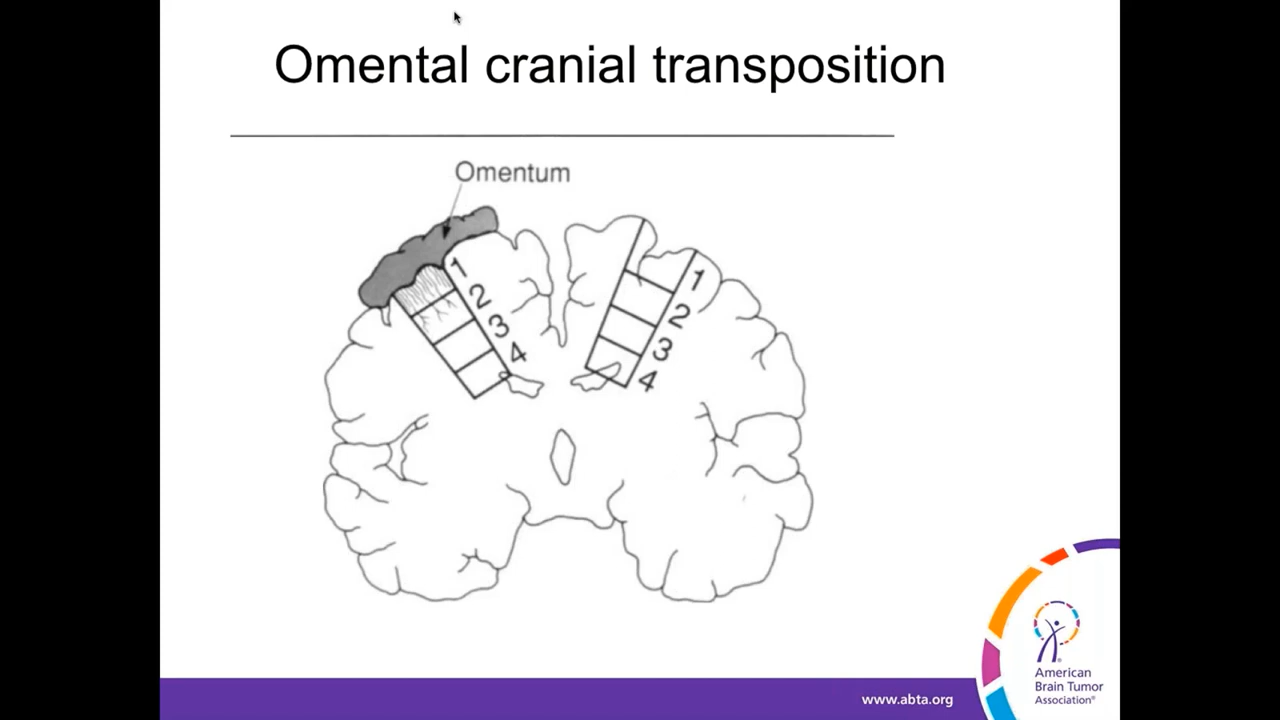 Omental cranial transposition
Omentum
1
2
3
4
1
2
3
4
www.abta.org
American
Brain Tumor
Association®